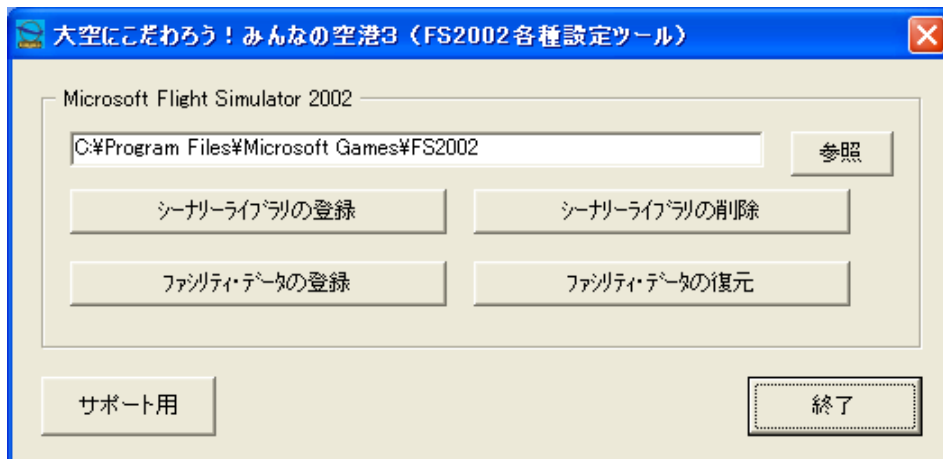 大空にこだわろう！みんなの空港3（FS2002各種設定ツール）
Microsoft Flight Simulator 2002
C:¥Program Files¥Microsoft Games¥FS2002
参照
シーナリーライブラリの登録
シーナリーライブラリの削除
ファシリティ・データの登録
ファシリティ・データの復元
サポート用
終了